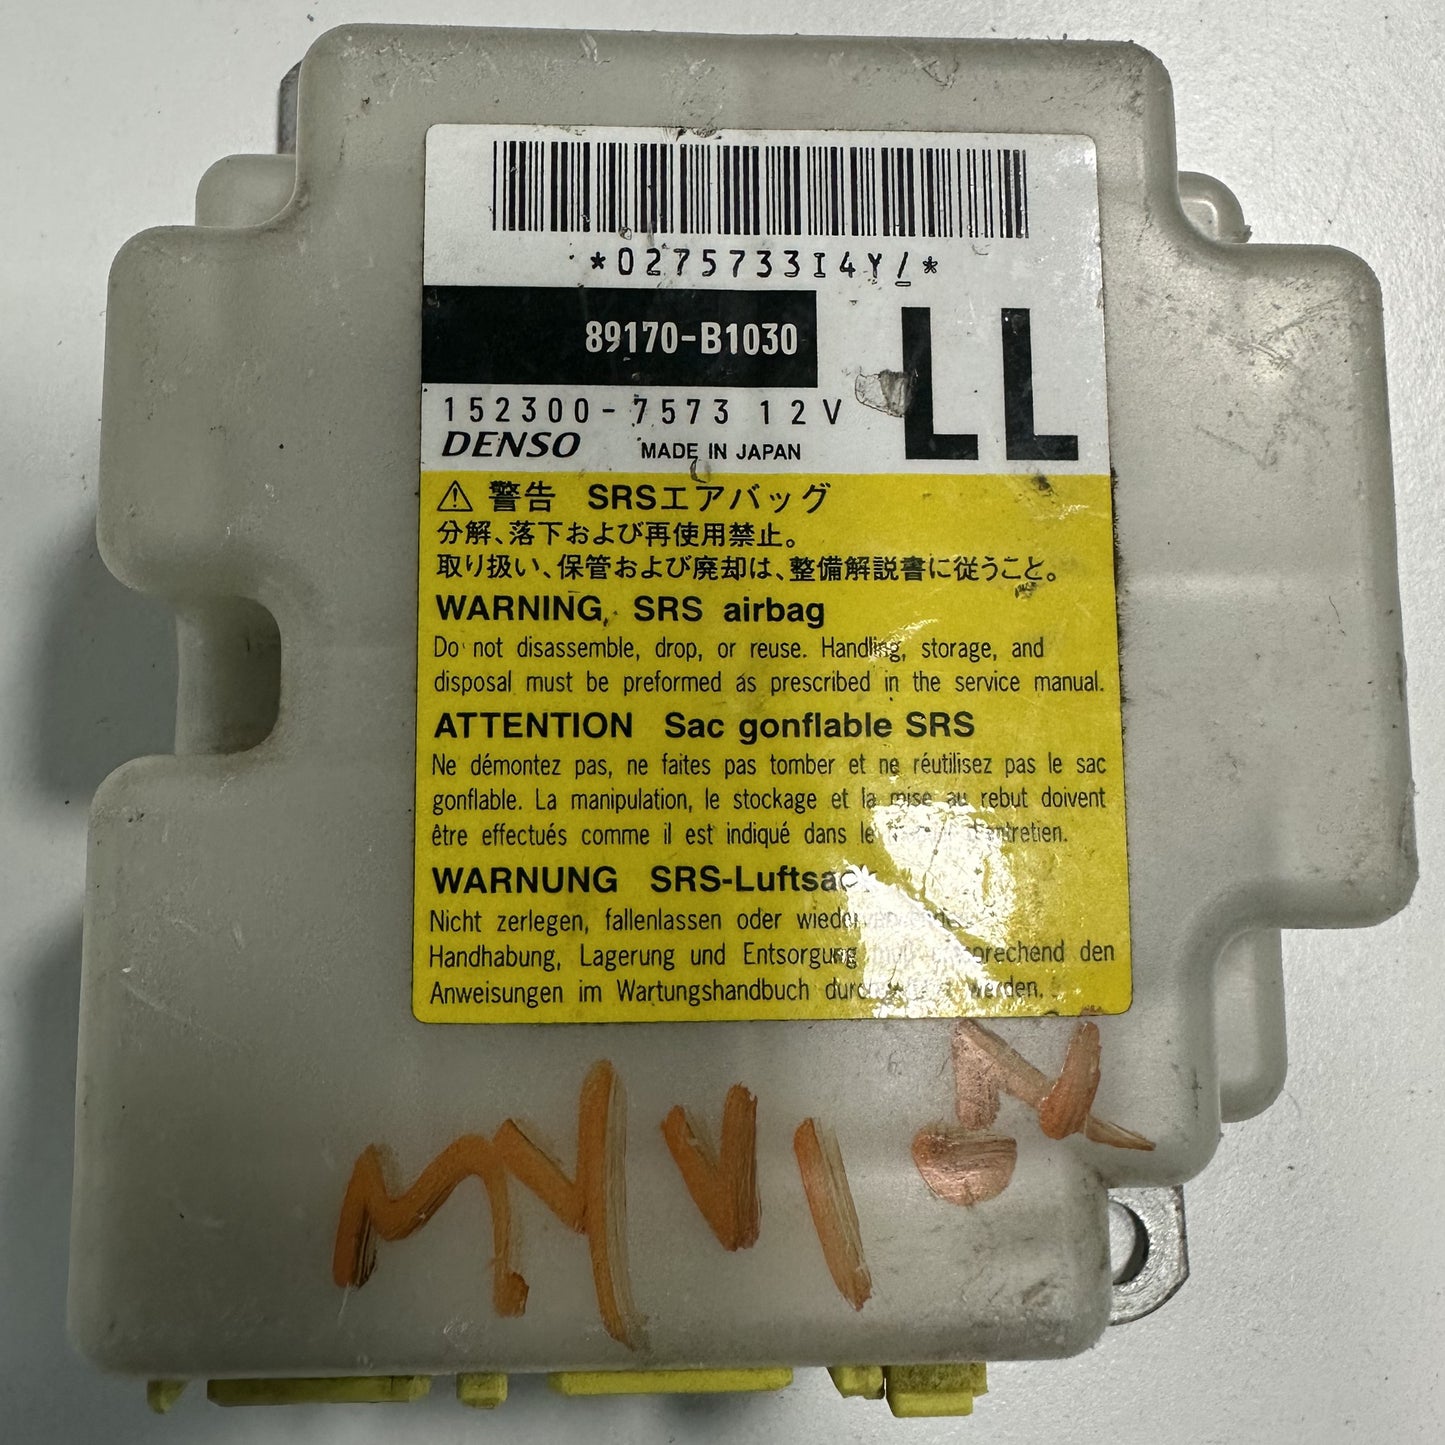 *027573314Y/*
89170-B1030
152300-7573 12V
LL
DENSO MADE IN JAPAN
⚠ 警告 SRSエアバッグ
分解、落下および再使用禁止。
取り扱い、保管および廃却は、整備解説書に従うこと。
WARNING, SRS airbag
Do not disassemble, drop, or reuse. Handling, storage, and
disposal must be preformed as prescribed in the service manual.
ATTENTION Sac gonflable SRS
Ne démontez pas, ne faites pas tomber et ne réutilisez pas le sac
gonflable. La manipulation, le stockage et la mise au rebut doivent
être effectués comme il est indiqué dans le d'entretien.
WARNUNG SRS-Luftsack
Nicht zerlegen, fallenlassen oder
Handhabung, Lagerung und Entsorgung entsprechend den
Anweisungen im Wartungshandbuch werden.
MYVI